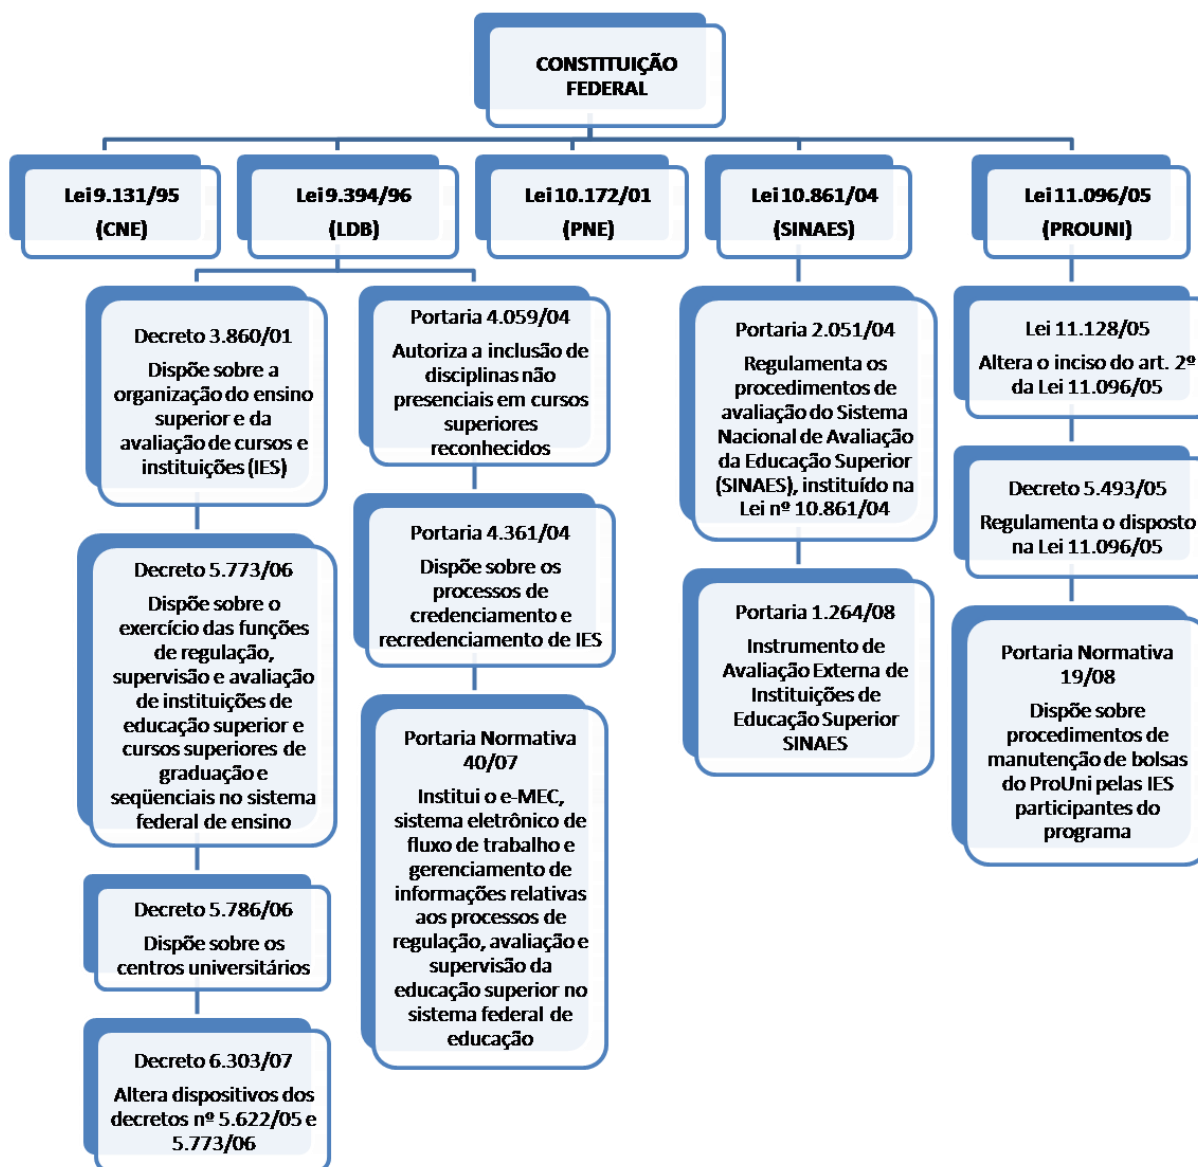 CONSTITUIÇÃO
FEDERAL
Lei 9.131/95
(CNE)
Lei 9.394/96
(LDB)
Lei 10.172/01
(PNE)
Lei 10.861/04
(SINAES)
Lei 11.096/05
(PROUNI)
Decreto 3.860/01
Dispõe sobre a
organização do ensino
superior e da
avaliação de cursos e
instituições (IES)
Decreto 5.773/06
Dispõe sobre o
exercício das funções
de regulação,
supervisão e avaliação
de instituições de
educação superior e
cursos superiores de
graduação e
seqüenciais no sistema
federal de ensino
Decreto 5.786/06
Dispõe sobre os
centros universitários
Decreto 6.303/07
Altera dispositivos dos
decretos nº 5.622/05 e
5.773/06
Portaria 4.059/04
Autoriza a inclusão de
disciplinas não
presenciais em cursos
superiores
reconhecidos
Portaria 4.361/04
Dispõe sobre os
processos de
credenciamento e
recredenciamento de IES
Portaria Normativa
40/07
Institui o e-MEC,
sistema eletrônico de
fluxo de trabalho e
gerenciamento de
informações relativas
aos processos de
regulação, avaliação e
supervisão da
educação superior no
sistema federal de
educação
Portaria 2.051/04
Regulamenta os
procedimentos de
avaliação do Sistema
Nacional de Avaliação
da Educação Superior
(SINAES), instituído na
Lei nº 10.861/04
Portaria 1.264/08
Instrumento de
Avaliação Externa de
Instituições de
Educação Superior
SINAES
Lei 11.128/05
Altera o inciso do art. 2º
da Lei 11.096/05
Decreto 5.493/05
Regulamenta o disposto
na Lei 11.096/05
Portaria Normativa
19/08
Dispõe sobre
procedimentos de
manutenção de bolsas
do ProUni pelas IES
participantes do
programa